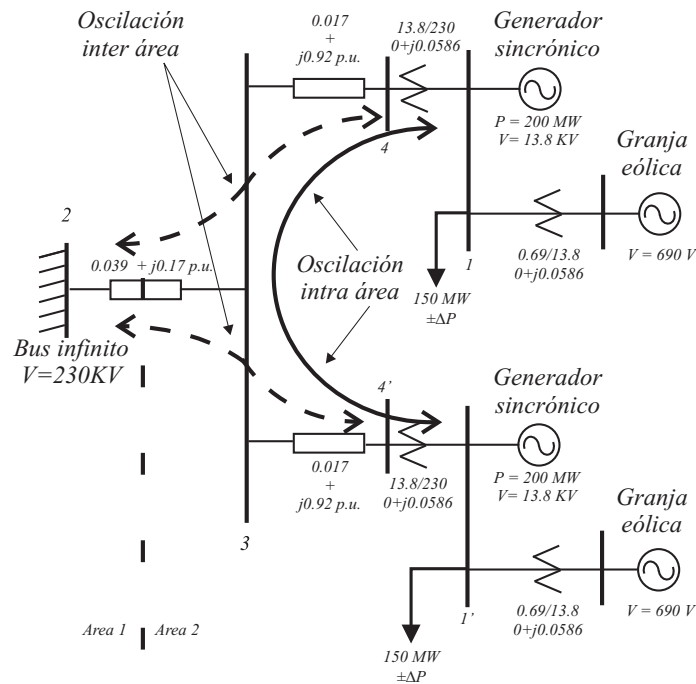 Oscilación
inter área
0.017
+
j0.92 p.u.
13.8/230
0+j0.0586
Generador
sincrónico
P = 200 MW
V= 13.8 KV
4
Granja
eólica
2
0.039 + j0.17 p.u.
Oscilación
intra área
1
0.69/13.8
0+j0.0586
V = 690 V
150 MW
±ΔP
Bus infinito
V=230KV
4’
Generador
sincrónico
0.017
+
j0.92 p.u.
13.8/230
0+j0.0586
P = 200 MW
V= 13.8 KV
Granja
eólica
3
1’
0.69/13.8
0+j0.0586
V = 690 V
Area 1
Area 2
150 MW
±ΔP